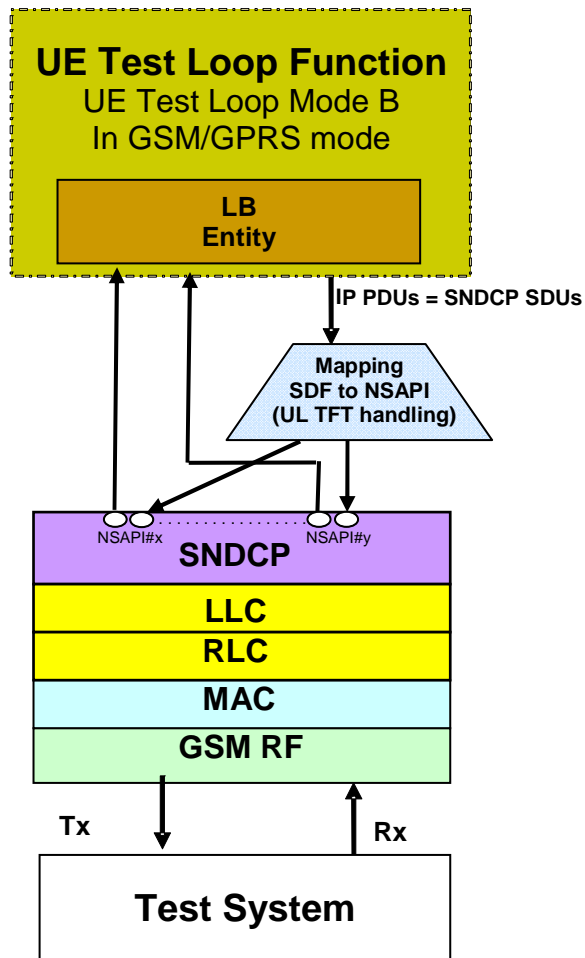 UE Test Loop Function
UE Test Loop Mode B
In GSM/GPRS mode
LB
Entity
IP PDUs = SNDCP SDUs
Mapping
SDF to NSAPI
(UL TFT handling)
NSAPI#x
NSAPI#y
SNDCP
LLC
RLC
MAC
GSM RF
Tx
Rx
Test System